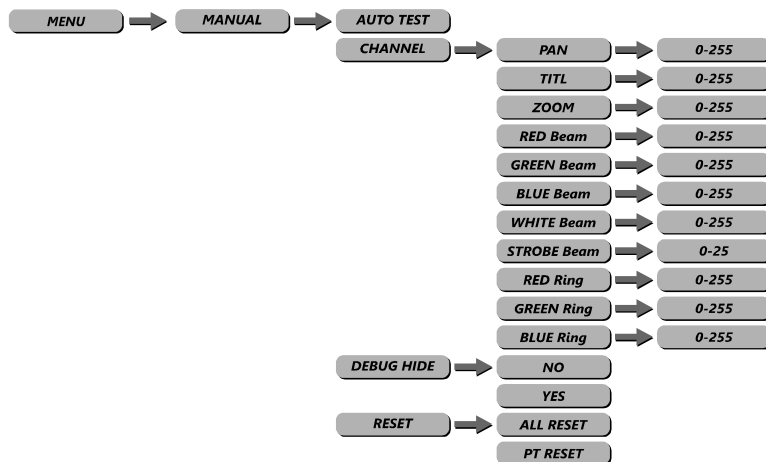 MENU MANUAL AUTO TEST
CHANNEL PAN 0-255
TITL 0-255
ZOOM 0-255
RED Beam 0-255
GREEN Beam 0-255
BLUE Beam 0-255
WHITE Beam 0-255
STROBE Beam 0-25
RED Ring 0-255
GREEN Ring 0-255
BLUE Ring 0-255
DEBUG HIDE NO
YES
RESET ALL RESET
PT RESET